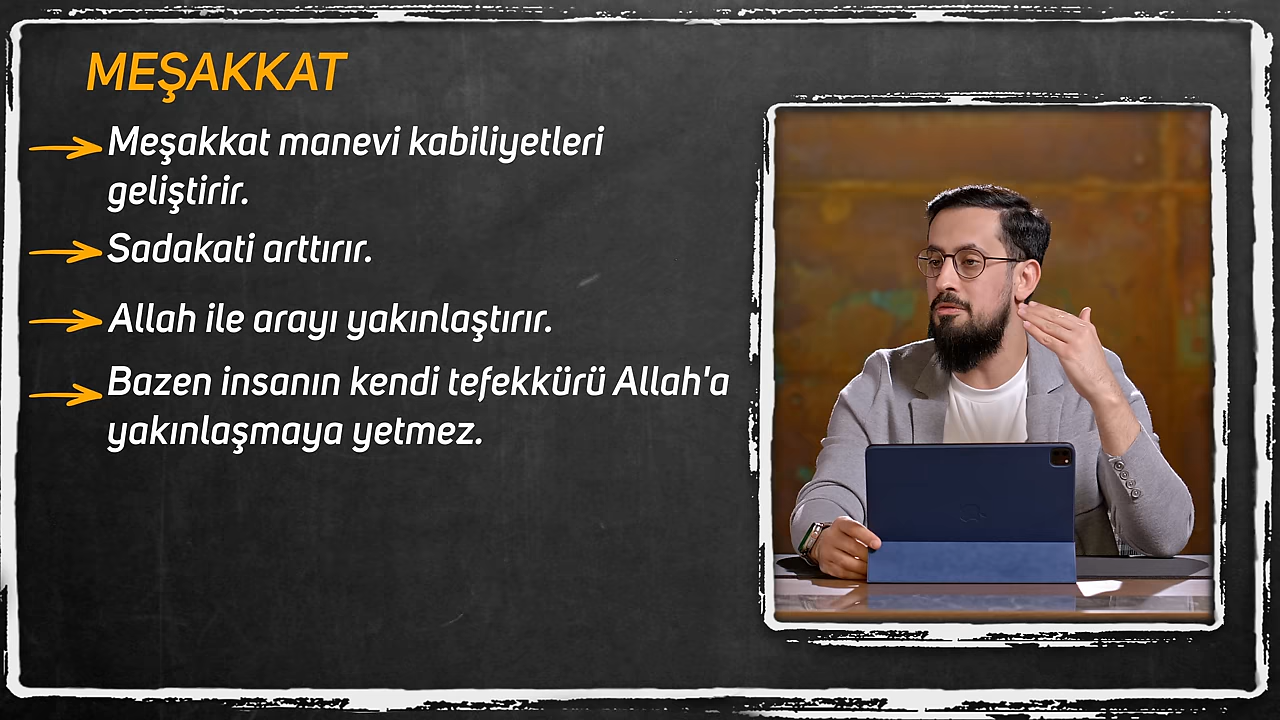 MEŞAKKAT
Meşakkat manevi kabiliyetleri
geliştirir.
Sadakati arttırır.
Allah ile arayı yakınlaştırır.
Bazen insanın kendi tefekkürü Allah'a
yakınlaşmaya yetmez.